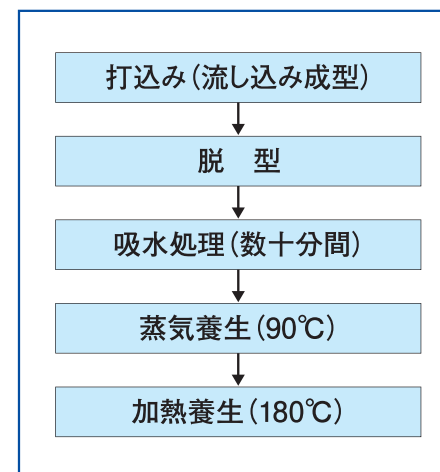 打込み(流し込み成型)
脱　型
吸水処理(数十分間)
蒸気養生(90℃)
加熱養生(180℃)